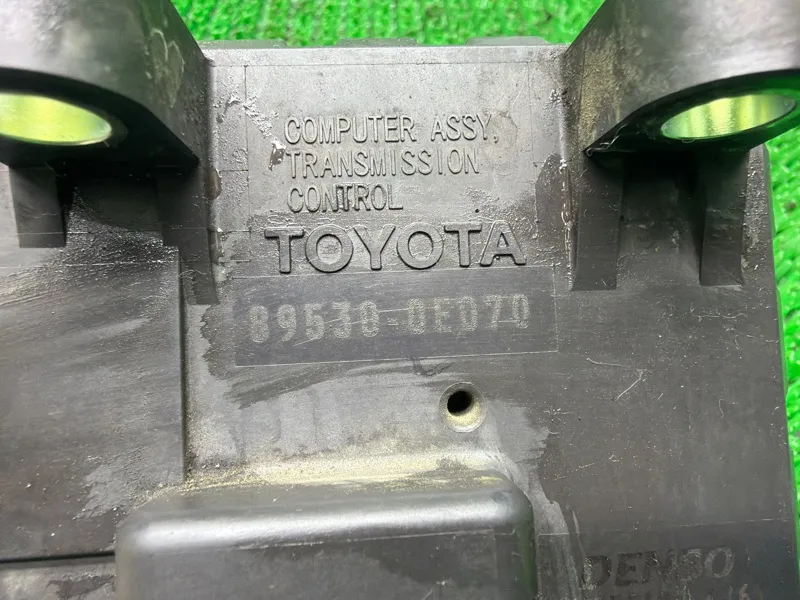 COMPUTER ASSY,
TRANSMISSION
CONTROL
TOYOTA
89530-0E070
DENSO